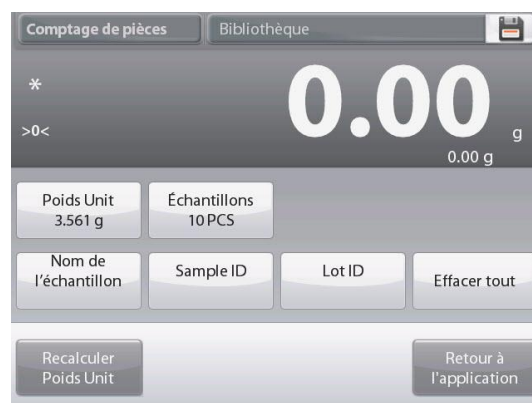 Comptage de pièces
Bibliothèque
*
0.00 g
>0<
0.00 g
Poids Unit
3.561 g
Échantillons
10 PCS
Nom de
l'échantillon
Sample ID
Lot ID
Effacer tout
Recalculer
Poids Unit
Retour à
l'application